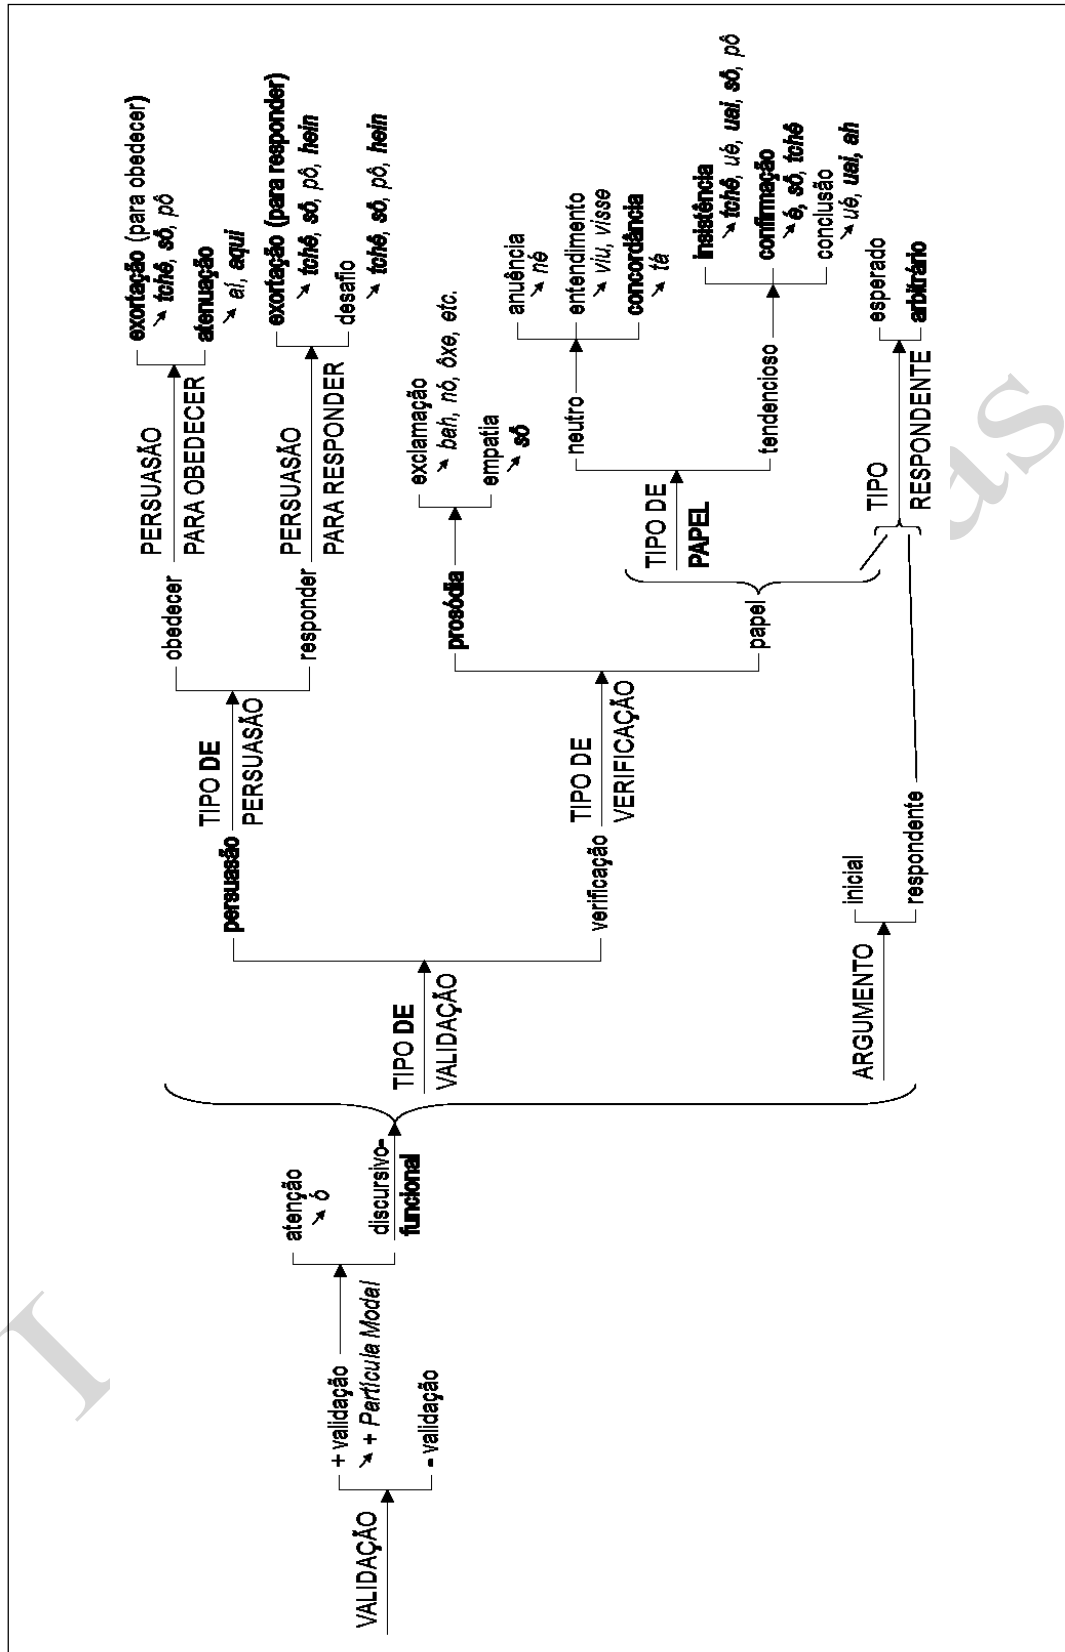 VALIDAÇÃO
+ validação
↘ + Partícula Modal
- validação
atenção
↘ ó
discursivo-
funcional
TIPO DE
VALIDAÇÃO
persuasão
TIPO DE
PERSUASÃO
obedecer
PERSUASÃO
PARA OBEDECER
exortação (para obedecer)
↘ tchê, sô, pô
atenuação
↘ aí, aqui
responder
PERSUASÃO
PARA RESPONDER
exortação (para responder)
↘ tchê, sô, pô, hein
desafio
↘ tchê, sô, pô, hein
verificação
TIPO DE
VERIFICAÇÃO
prosódia
exclamação
↘ bah, nó, ôxe, etc.
empatia
↘ sô
papel
TIPO DE
PAPEL
neutro
anuência
↘ né
entendimento
↘ viu, visse
concordância
↘ tá
tendencioso
insistência
↘ tchê, ué, uai, sô, pô
confirmação
↘ é, sô, tchê
conclusão
↘ ué, uai, ah
ARGUMENTO
inicial
respondente
TIPO
RESPONDENTE
esperado
arbitrário
I
us